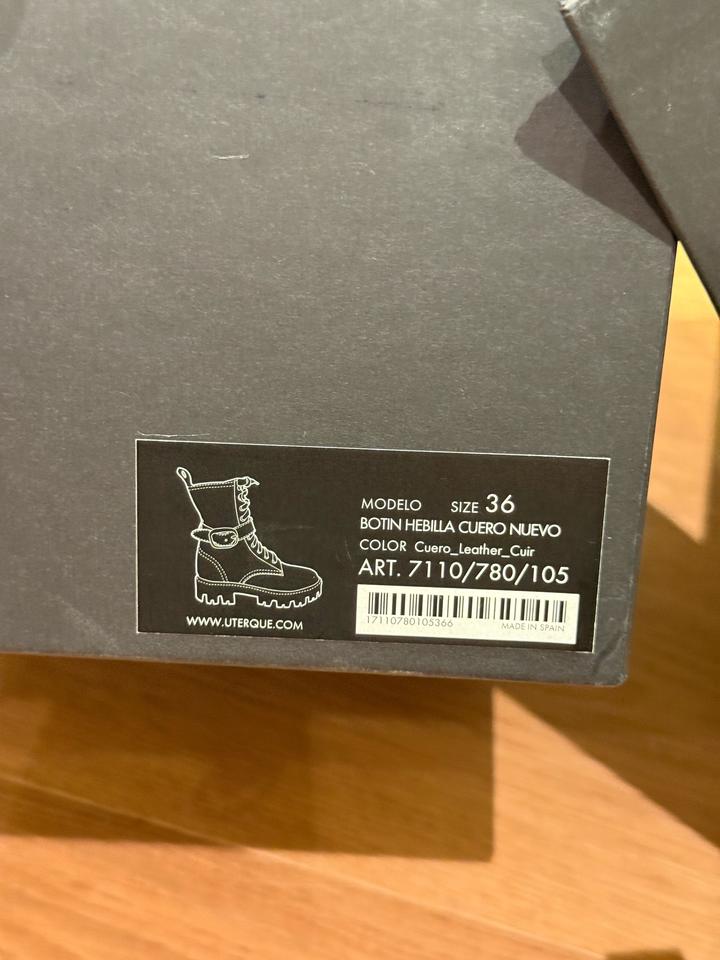 MODELO SIZE 36
BOTIN HEBILLA CUERO NUEVO
COLOR Cuero_Leather_Cuir
ART. 7110/780/105
17110780105366 MADE IN SPAIN
WWW.UTERQUE.COM